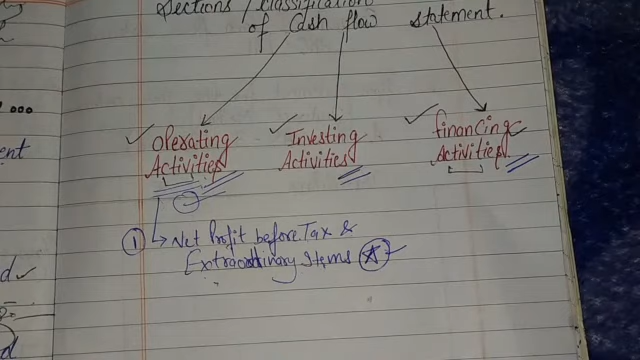 Sections / Classification
of Cash flow statement.
Operating Activities
Investing Activities
financing Activities
① Net Profit before Tax &
Extraordinary Items
ent
d
d